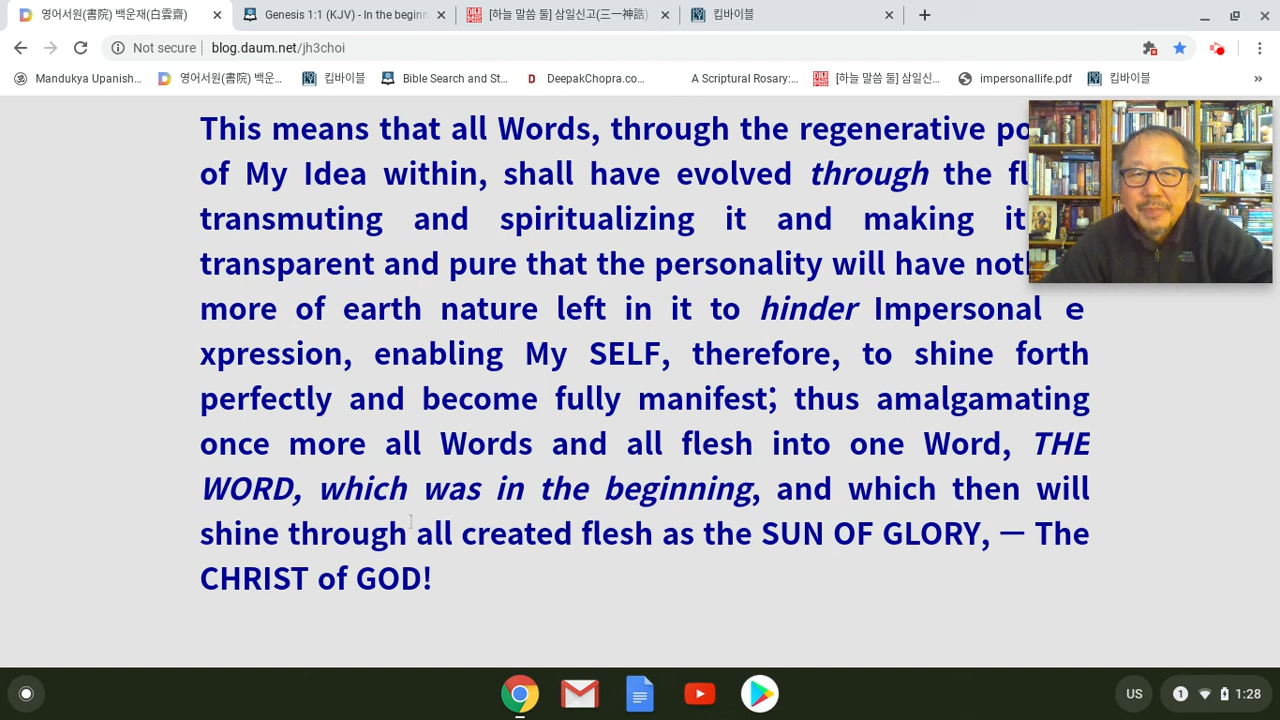 영어서원(書院) 백운재(白雲齋)
Genesis 1:1 (KJV) - In the beginn
[하늘 말씀 둘] 삼일신고(三一神誥)
킵바이블
Not secure
blog.daum.net/jh3choi
Mandukya Upanish...
영어서원(書院) 백운...
킵바이블
Bible Search and St...
DeepakChopra.co...
A Scriptural Rosary:...
[하늘 말씀 둘] 삼일신...
impersonallife.pdf
킵바이블
»
This means that all Words, through the regenerative po
of My Idea within, shall have evolved through the fl
transmuting and spiritualizing it and making it
transparent and pure that the personality will have not
more of earth nature left in it to hinder Impersonal e
xpression, enabling My SELF, therefore, to shine forth
perfectly and become fully manifest; thus amalgamating
once more all Words and all flesh into one Word, THE
WORD, which was in the beginning, and which then will
shine through all created flesh as the SUN OF GLORY, — The
CHRIST of GOD!
US
1
1:28